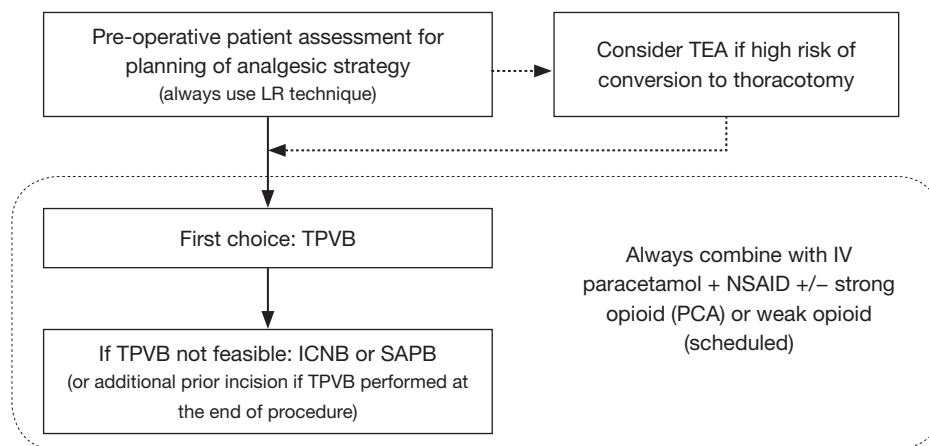 Pre-operative patient assessment for
planning of analgesic strategy
(always use LR technique)
Consider TEA if high risk of
conversion to thoracotomy
First choice: TPVB
If TPVB not feasible: ICNB or SAPB
(or additional prior incision if TPVB performed at
the end of procedure)
Always combine with IV
paracetamol + NSAID +/− strong
opioid (PCA) or weak opioid
(scheduled)